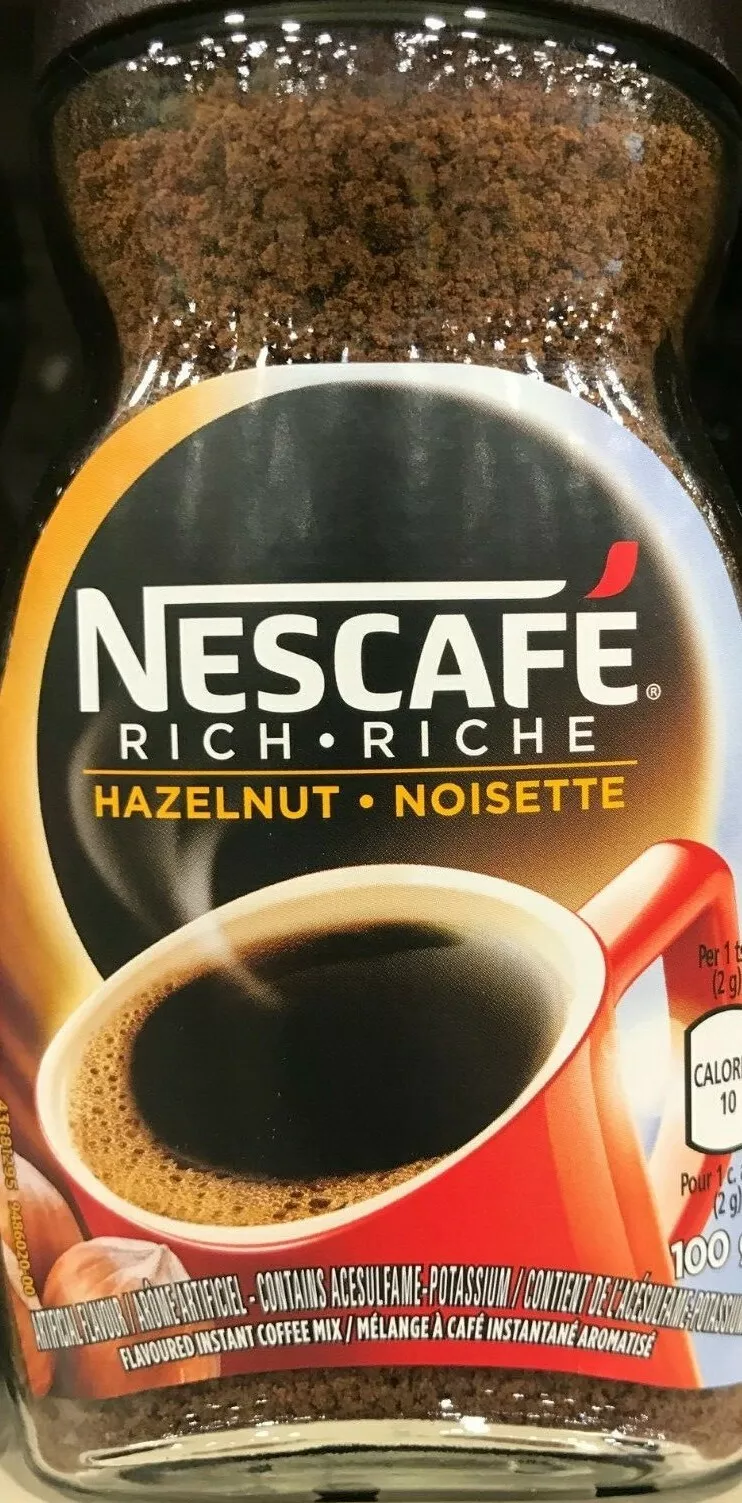 NESCAFÉ®
RICH • RICHE
HAZELNUT • NOISETTE
Per 1
(2 g)
CALOR
10
Pour 1 c.
(2 g)
100
ARTIFICIAL FLAVOUR / ARÔME ARTIFICIEL - CONTAINS ACESULFAME-POTASSIUM / CONTIENT DE L'ACÉSULFAME-POTASSIUM
FLAVOURED INSTANT COFFEE MIX / MÉLANGE À CAFÉ INSTANTANÉ AROMATISÉ